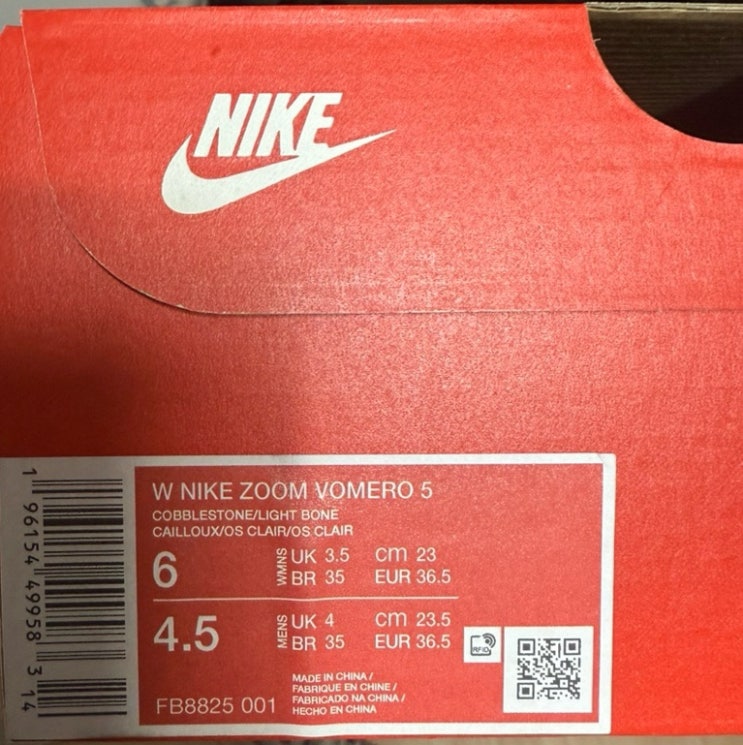 NIKE
W NIKE ZOOM VOMERO 5
COBBLESTONE/LIGHT BONE
CAILLOUX/OS CLAIR/OS CLAIR
6 WMNS UK 3.5 cm 23
BR 35 EUR 36.5
4.5 MENS UK 4 cm 23.5
BR 35 EUR 36.5
RFID
FB8825 001
MADE IN CHINA /
FABRIQUE EN CHINE /
FABRICADO NA CHINA /
HECHO EN CHINA
1 96154 49958 3 14